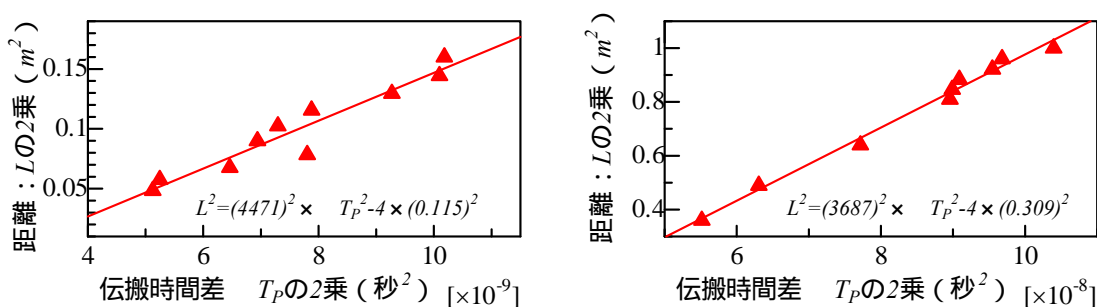 距離：Lの2乗（m²）
0.15
0.1
0.05
L²=(4471)²× T_P²-4×(0.115)²
4 6 8 10
伝搬時間差 T_Pの2乗（秒²） [×10⁻⁹]
距離：Lの2乗（m²）
1
0.8
0.6
0.4
L²=(3687)²× T_P²-4×(0.309)²
6 8 10
伝搬時間差 T_Pの2乗（秒²） [×10⁻⁸]